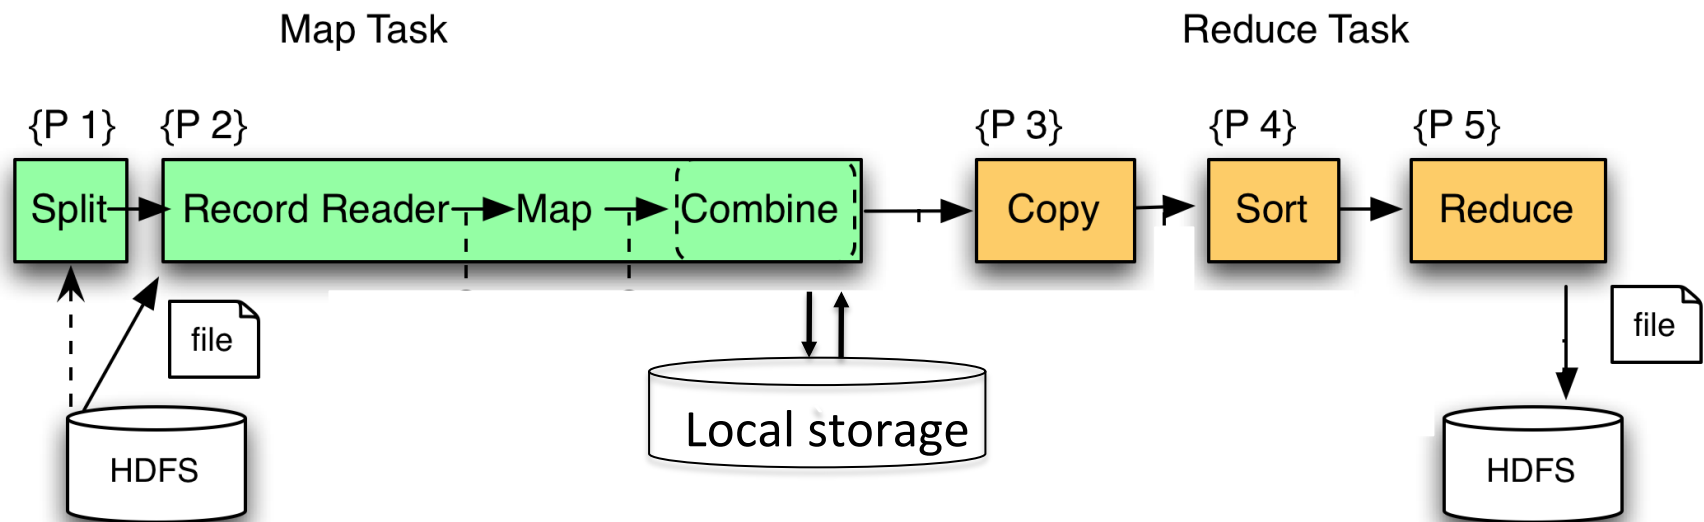 Map Task
Reduce Task
{P 1}
{P 2}
{P 3}
{P 4}
{P 5}
Split
Record Reader
Map
Combine
Copy
Sort
Reduce
file
file
Local storage
HDFS
HDFS